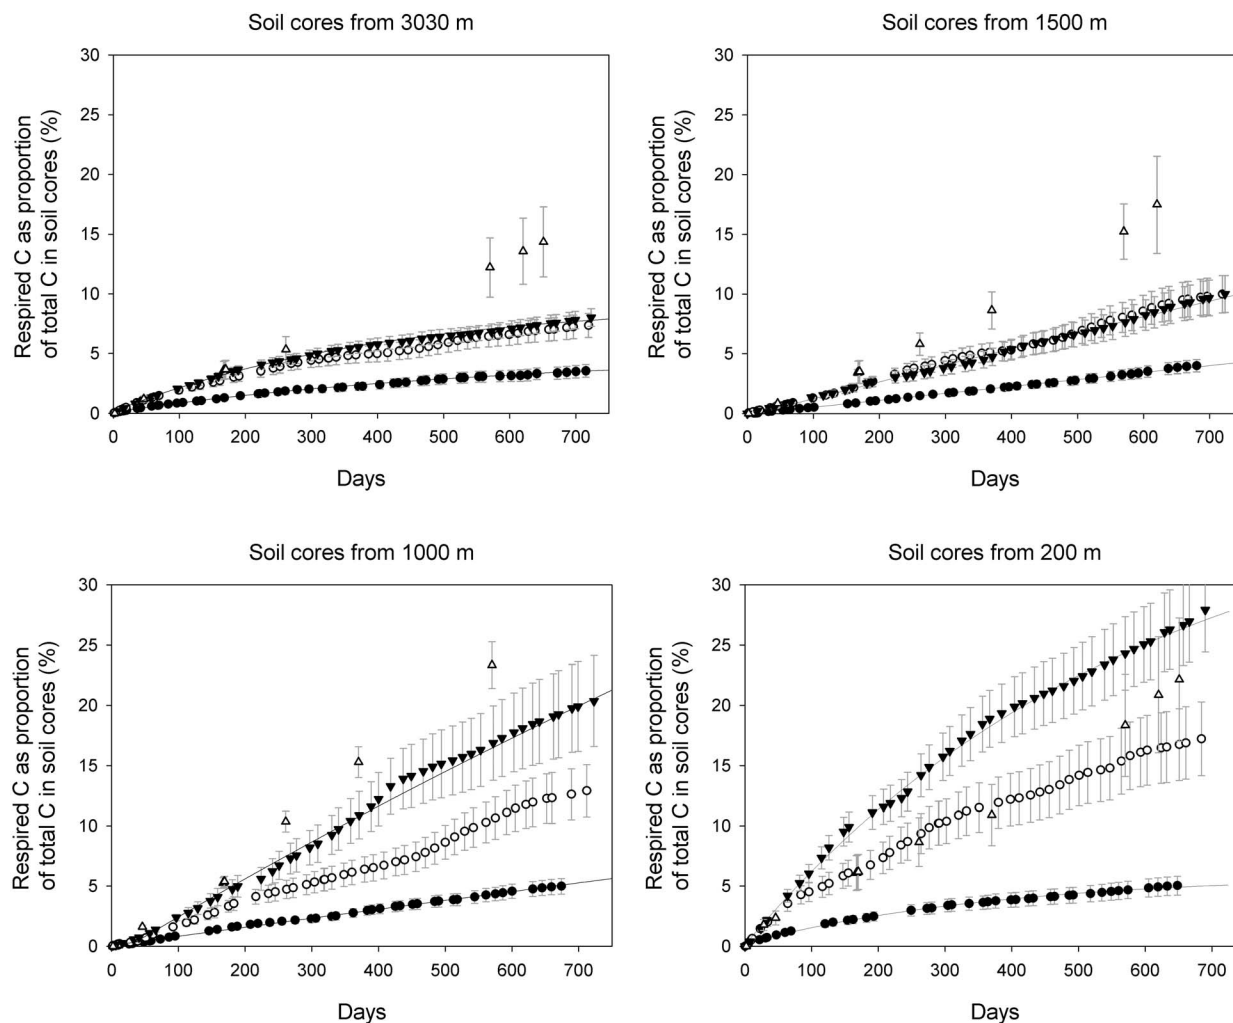 Soil cores from 3030 m
Respired C as proportion
of total C in soil cores (%)
30
25
20
15
10
5
0
0 100 200 300 400 500 600 700
Days
Soil cores from 1500 m
Respired C as proportion
of total C in soil cores (%)
30
25
20
15
10
5
0
0 100 200 300 400 500 600 700
Days
Soil cores from 1000 m
Respired C as proportion
of total C in soil cores (%)
30
25
20
15
10
5
0
0 100 200 300 400 500 600 700
Days
Soil cores from 200 m
Respired C as proportion
of total C in soil cores (%)
30
25
20
15
10
5
0
0 100 200 300 400 500 600 700
Days